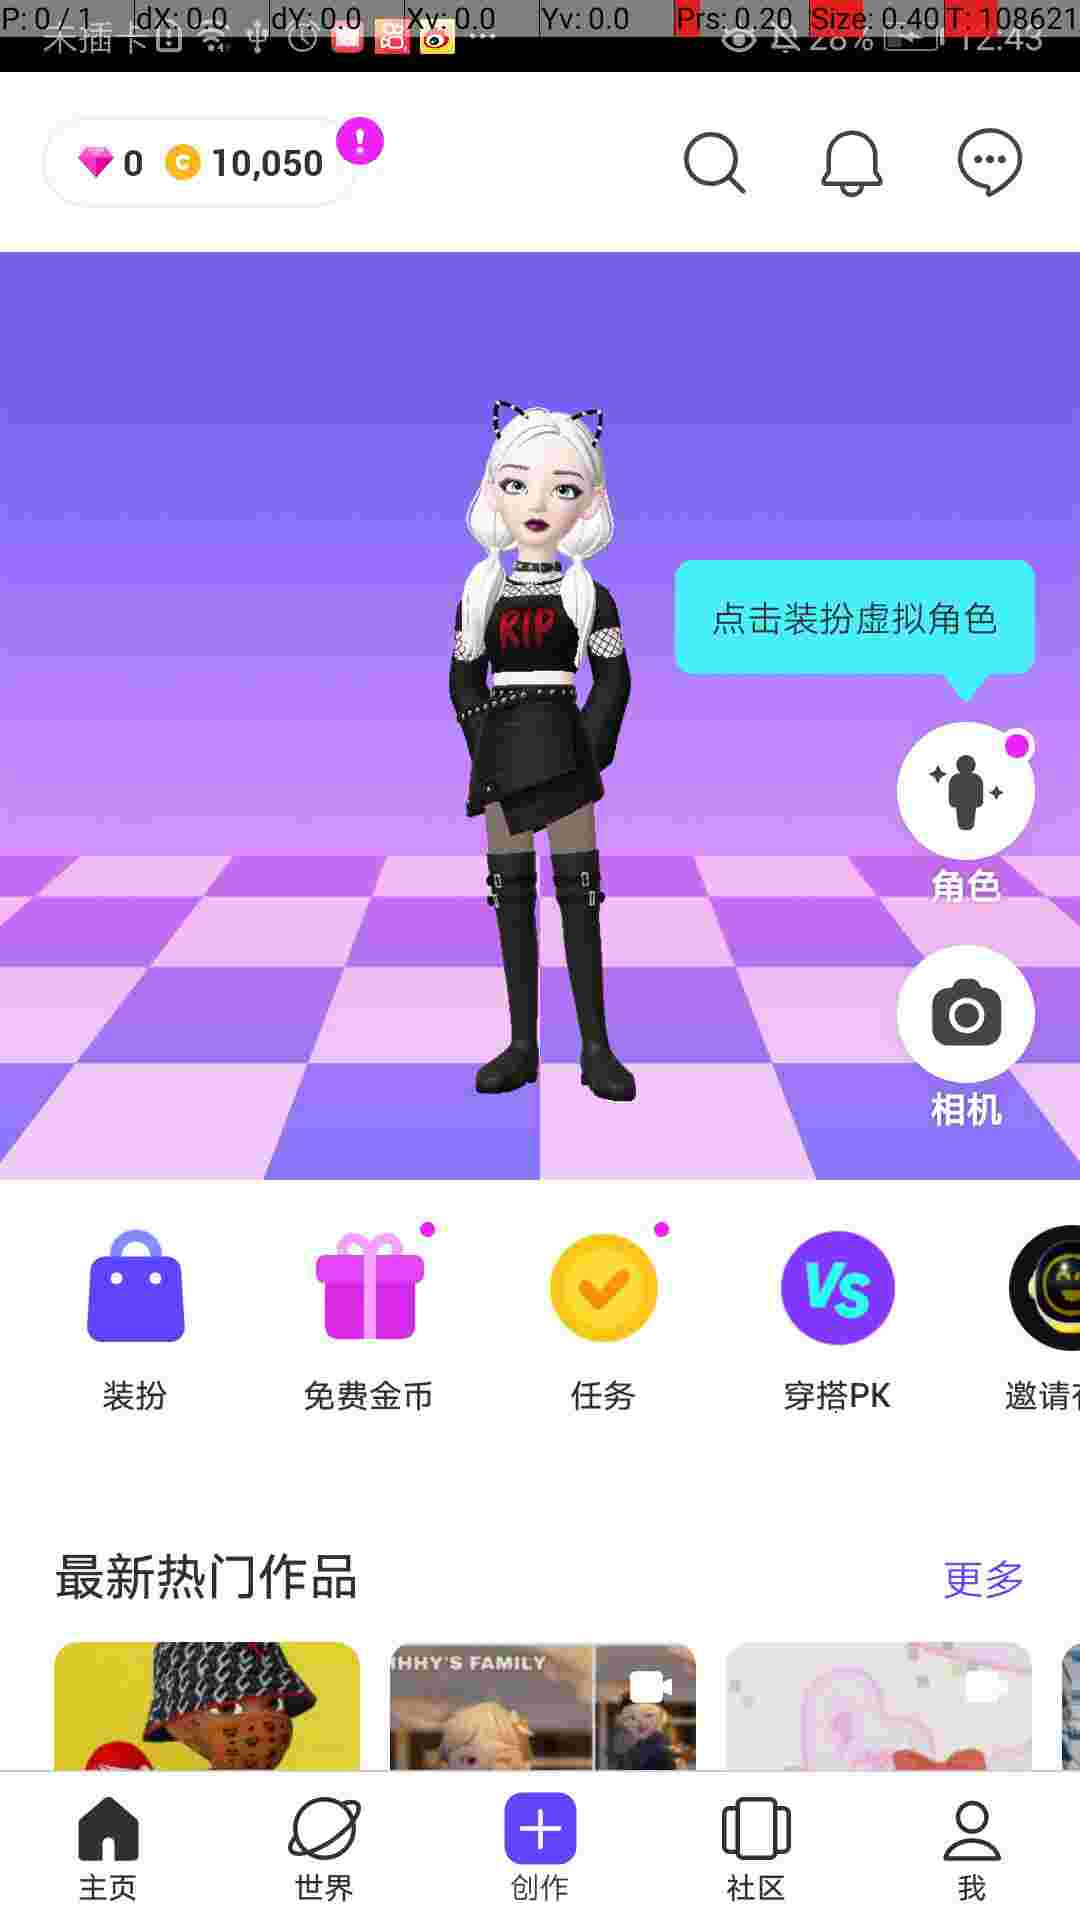 P: 0 / 1 dX: 0.0 dY: 0.0 Xv: 0.0 Yv: 0.0 Prs: 0.20 Size: 0.40 T: 108621
未插卡 28% 12:43
0 C 10,050
RIP
点击装扮虚拟角色
角色
相机
VS
装扮 免费金币 任务 穿搭PK 邀请
最新热门作品 更多
HHY'S FAMILY
主页 世界 创作 社区 我